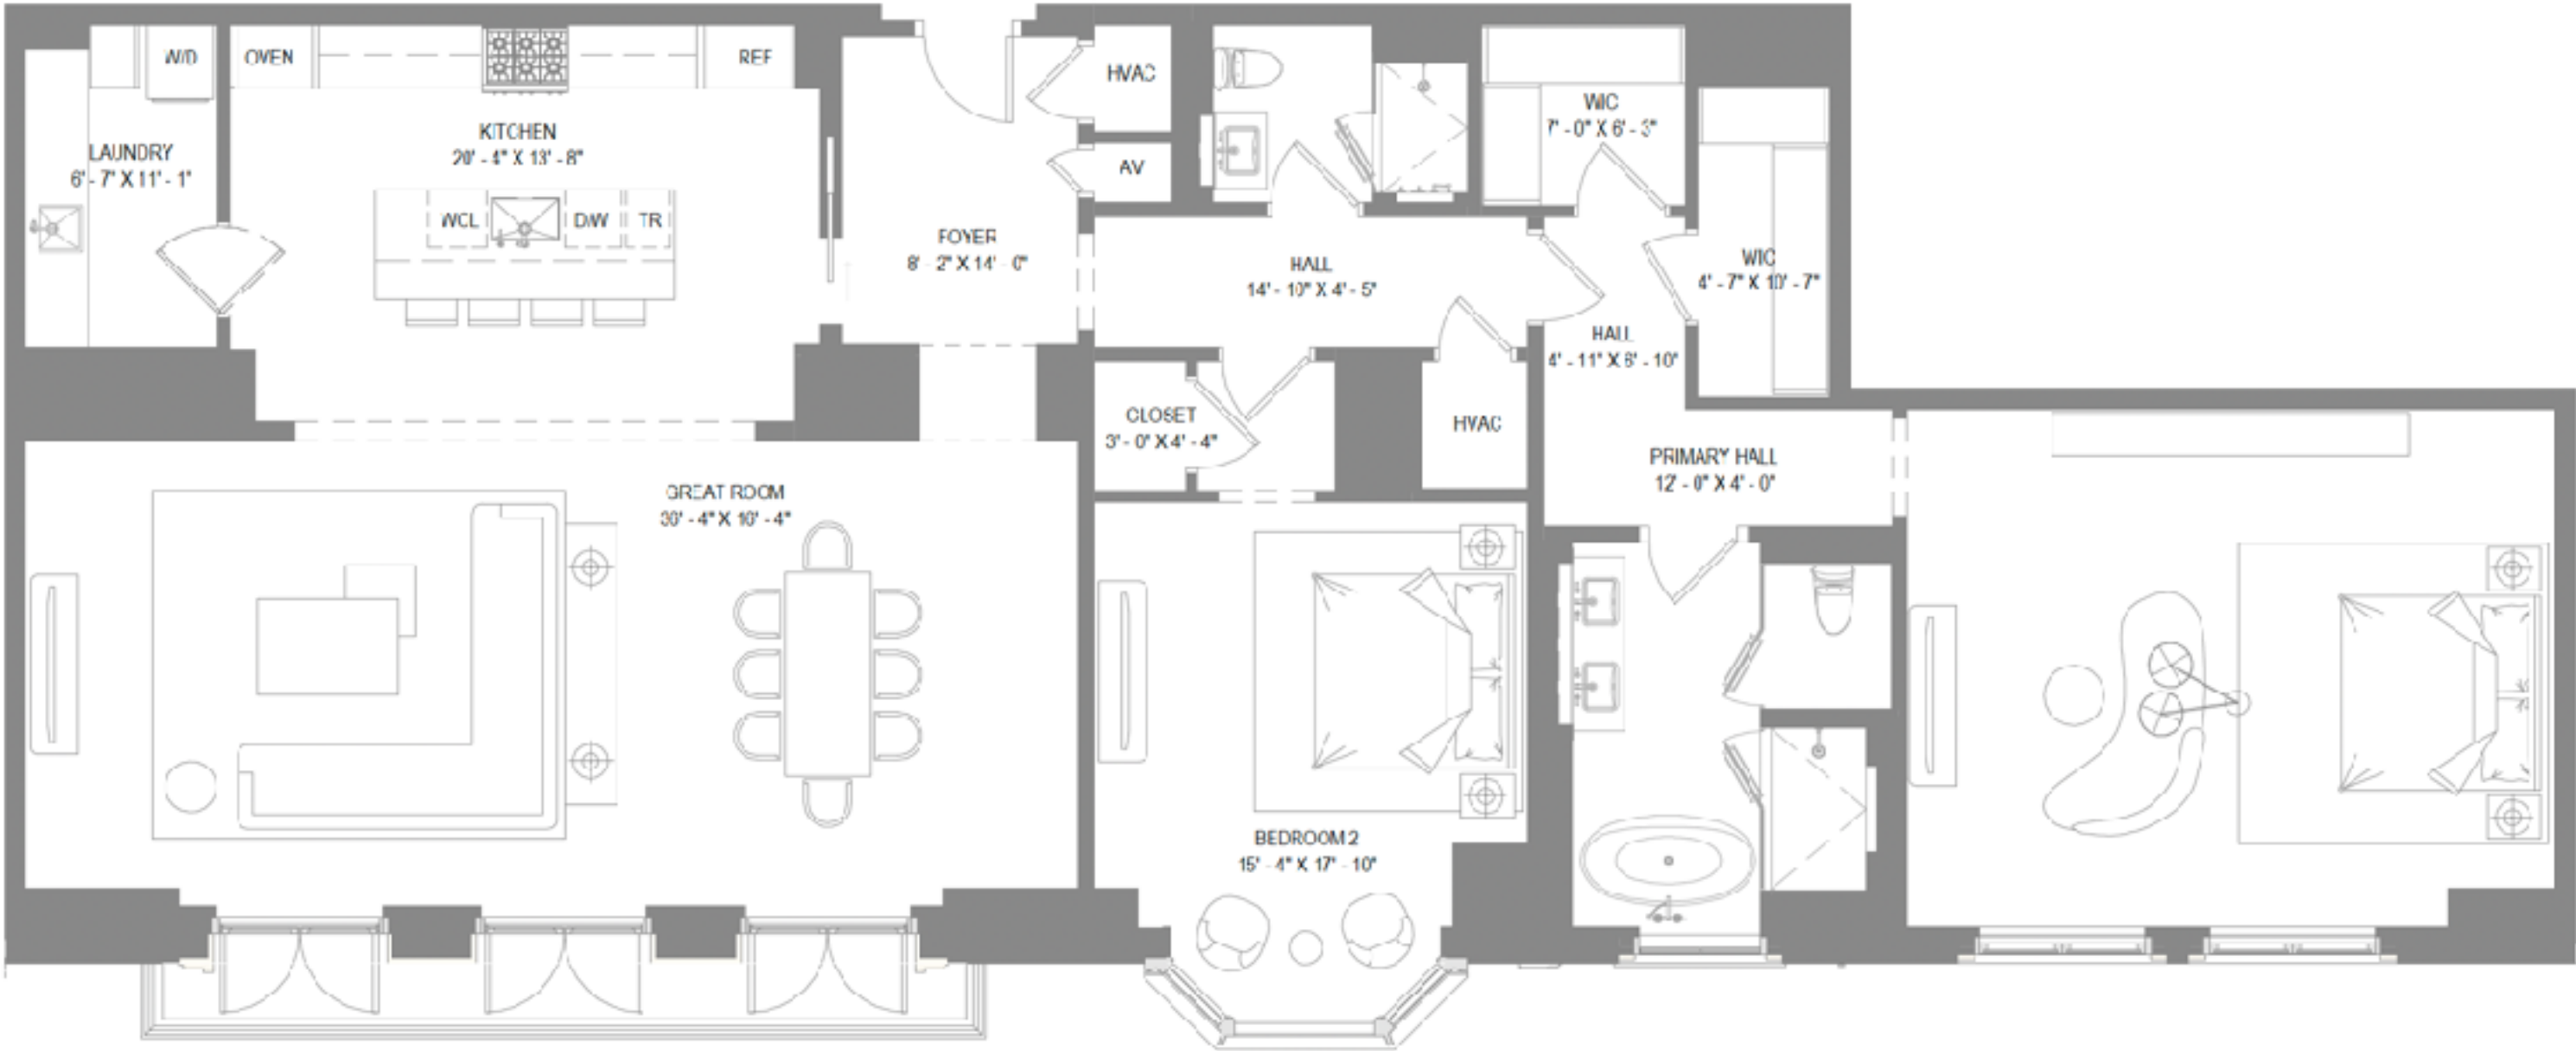 W/D
OVEN
REF
LAUNDRY
6' - 7" X 11' - 1"
KITCHEN
20' - 4" X 13' - 8"
WCL
D/W
TR
FOYER
8' - 2" X 14' - 0"
HVAC
AV
HALL
14' - 10" X 4' - 5"
WIC
7' - 0" X 6' - 3"
WIC
4' - 7" X 10' - 7"
HALL
4' - 11" X 6' - 10"
CLOSET
3' - 0" X 4' - 4"
HVAC
PRIMARY HALL
12' - 0" X 4' - 0"
GREAT ROOM
30' - 4" X 16' - 4"
BEDROOM 2
15' - 4" X 17' - 10"